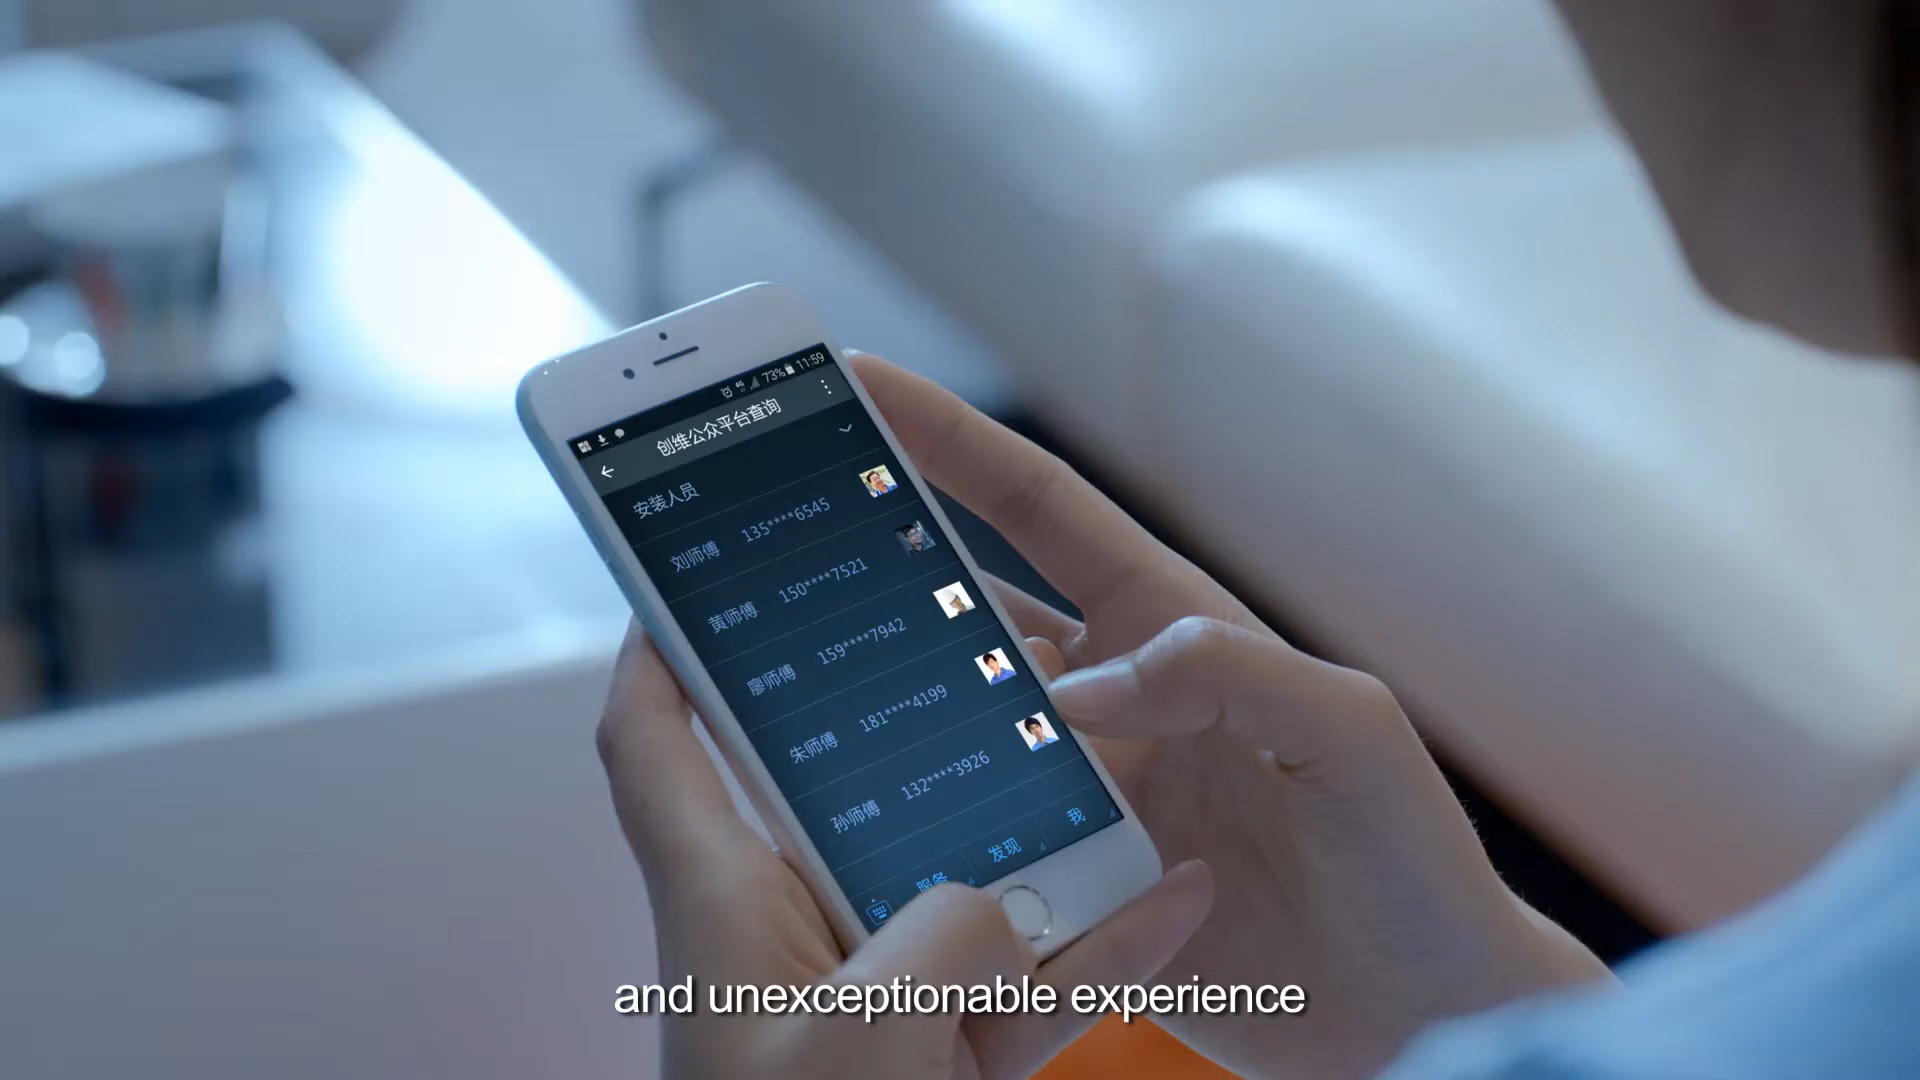 73% 11:59
创维公众平台查询
安装人员
刘师傅 135****6545
黄师傅 150****7521
廖师傅 159****7942
朱师傅 181****4199
孙师傅 132****3926
服务 发现 我
and unexceptionable experience